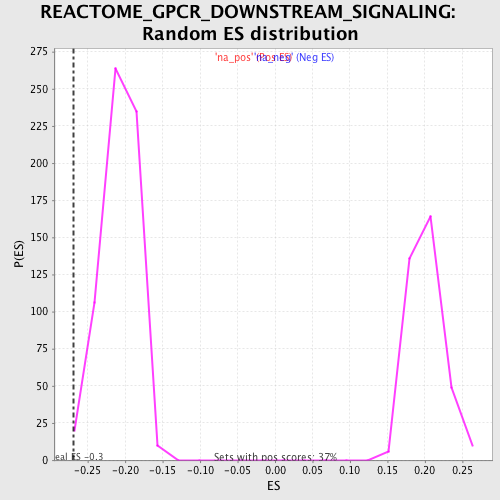 REACTOME_GPCR_DOWNSTREAM_SIGNALING:
Random ES distribution
'na_pos' (Pos ES) 'na_neg' (Neg ES)
275
250
225
200
175
150
125
100
75
50
25
0
P(ES)
eal ES -0.3
Sets with pos scores: 37%
-0.25 -0.20 -0.15 -0.10 -0.05 0.00 0.05 0.10 0.15 0.20 0.25
ES